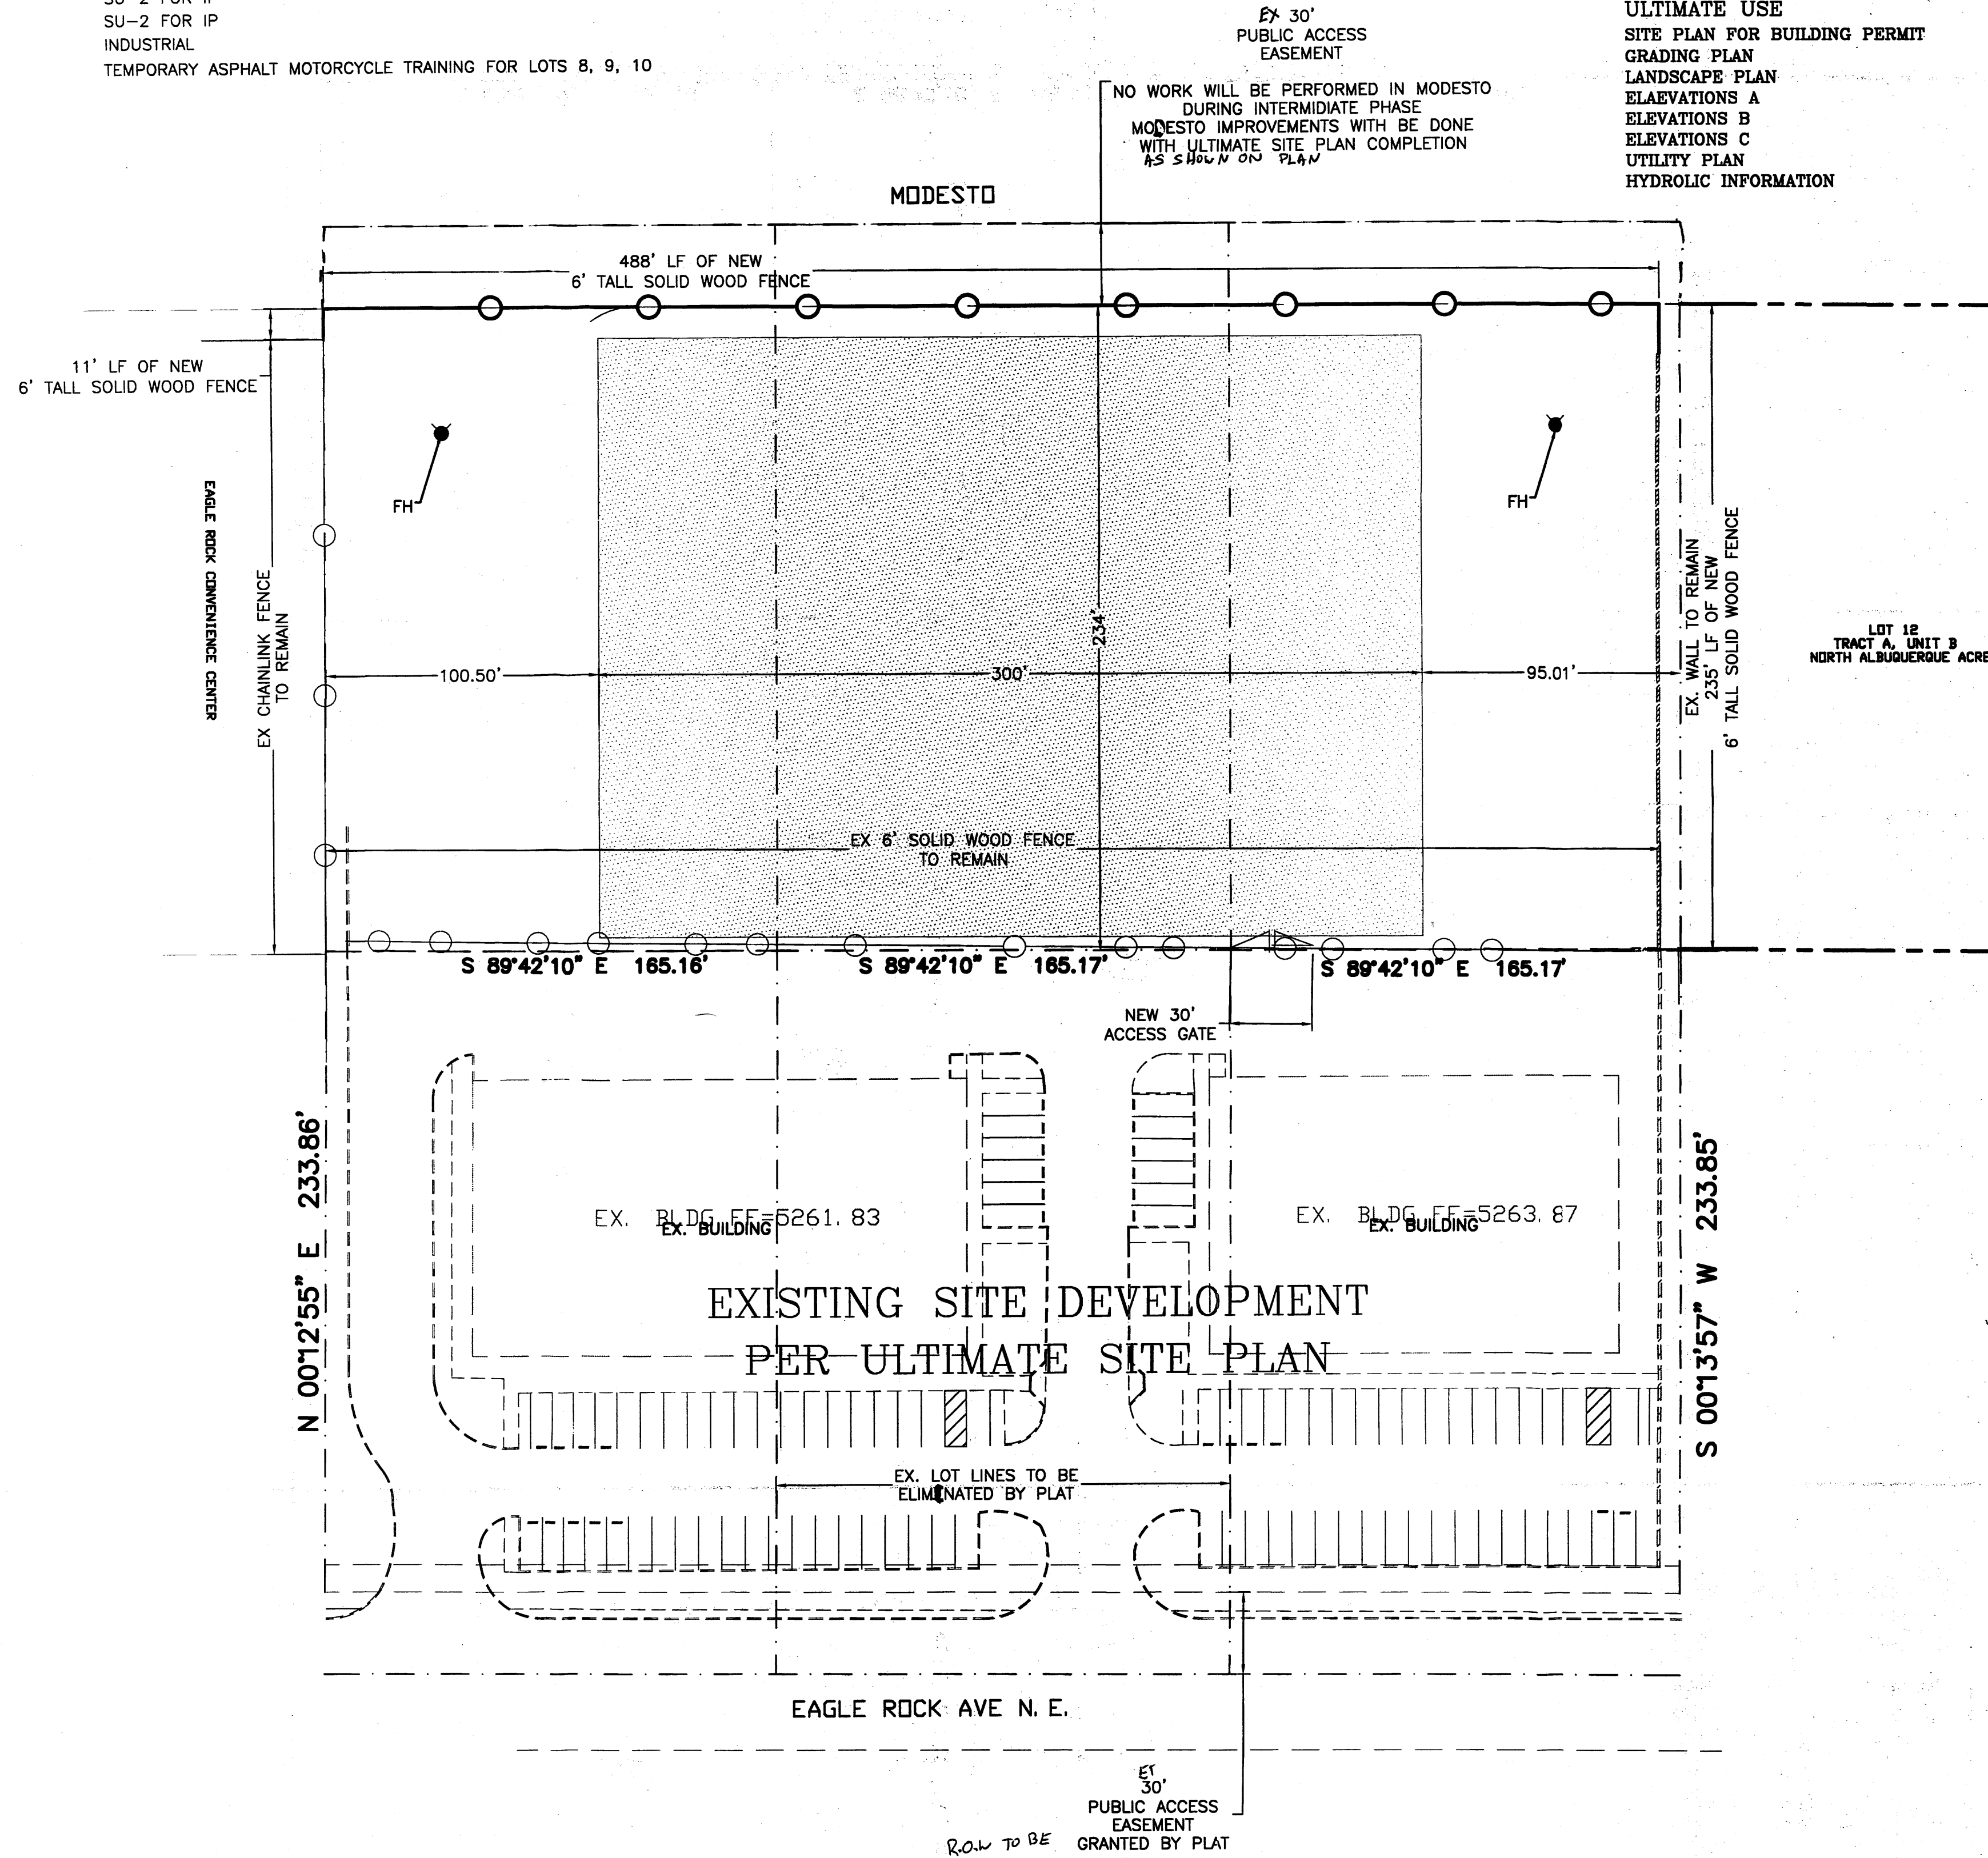 SU-2 FOR IP
SU-2 FOR IP
INDUSTRIAL
TEMPORARY ASPHALT MOTORCYCLE TRAINING FOR LOTS 8, 9, 10
EX 30'
PUBLIC ACCESS
EASEMENT
NO WORK WILL BE PERFORMED IN MODESTO
DURING INTERMIDIATE PHASE
MODESTO IMPROVEMENTS WITH BE DONE
WITH ULTIMATE SITE PLAN COMPLETION
AS SHOWN ON PLAN
ULTIMATE USE
SITE PLAN FOR BUILDING PERMIT
GRADING PLAN
LANDSCAPE PLAN
ELAEVATIONS A
ELEVATIONS B
ELEVATIONS C
UTILITY PLAN
HYDROLIC INFORMATION
MODESTO
488' LF OF NEW
6' TALL SOLID WOOD FENCE
11' LF OF NEW
6' TALL SOLID WOOD FENCE
FH
FH
EAGLE ROCK CONVENIENCE CENTER
EX CHAINLINK FENCE
TO REMAIN
234'
100.50'
300'
95.01'
EX. WALL TO REMAIN
235' LF OF NEW
6' TALL SOLID WOOD FENCE
LOT 12
TRACT A, UNIT B
NORTH ALBUQUERQUE ACRE
EX 6' SOLID WOOD FENCE
TO REMAIN
S 89°42'10" E 165.16'
S 89°42'10" E 165.17'
S 89°42'10" E 165.17'
NEW 30'
ACCESS GATE
N 00°12'55" E 233.86'
S 00°13'57" W 233.85'
EX. BLDG FF=5261.83
EX. BUILDING
EX. BLDG FF=5263.87
EX. BUILDING
EXISTING SITE DEVELOPMENT
PER ULTIMATE SITE PLAN
EX. LOT LINES TO BE
ELIMINATED BY PLAT
EAGLE ROCK AVE N.E.
30'
PUBLIC ACCESS
EASEMENT
R.O.W TO BE GRANTED BY PLAT